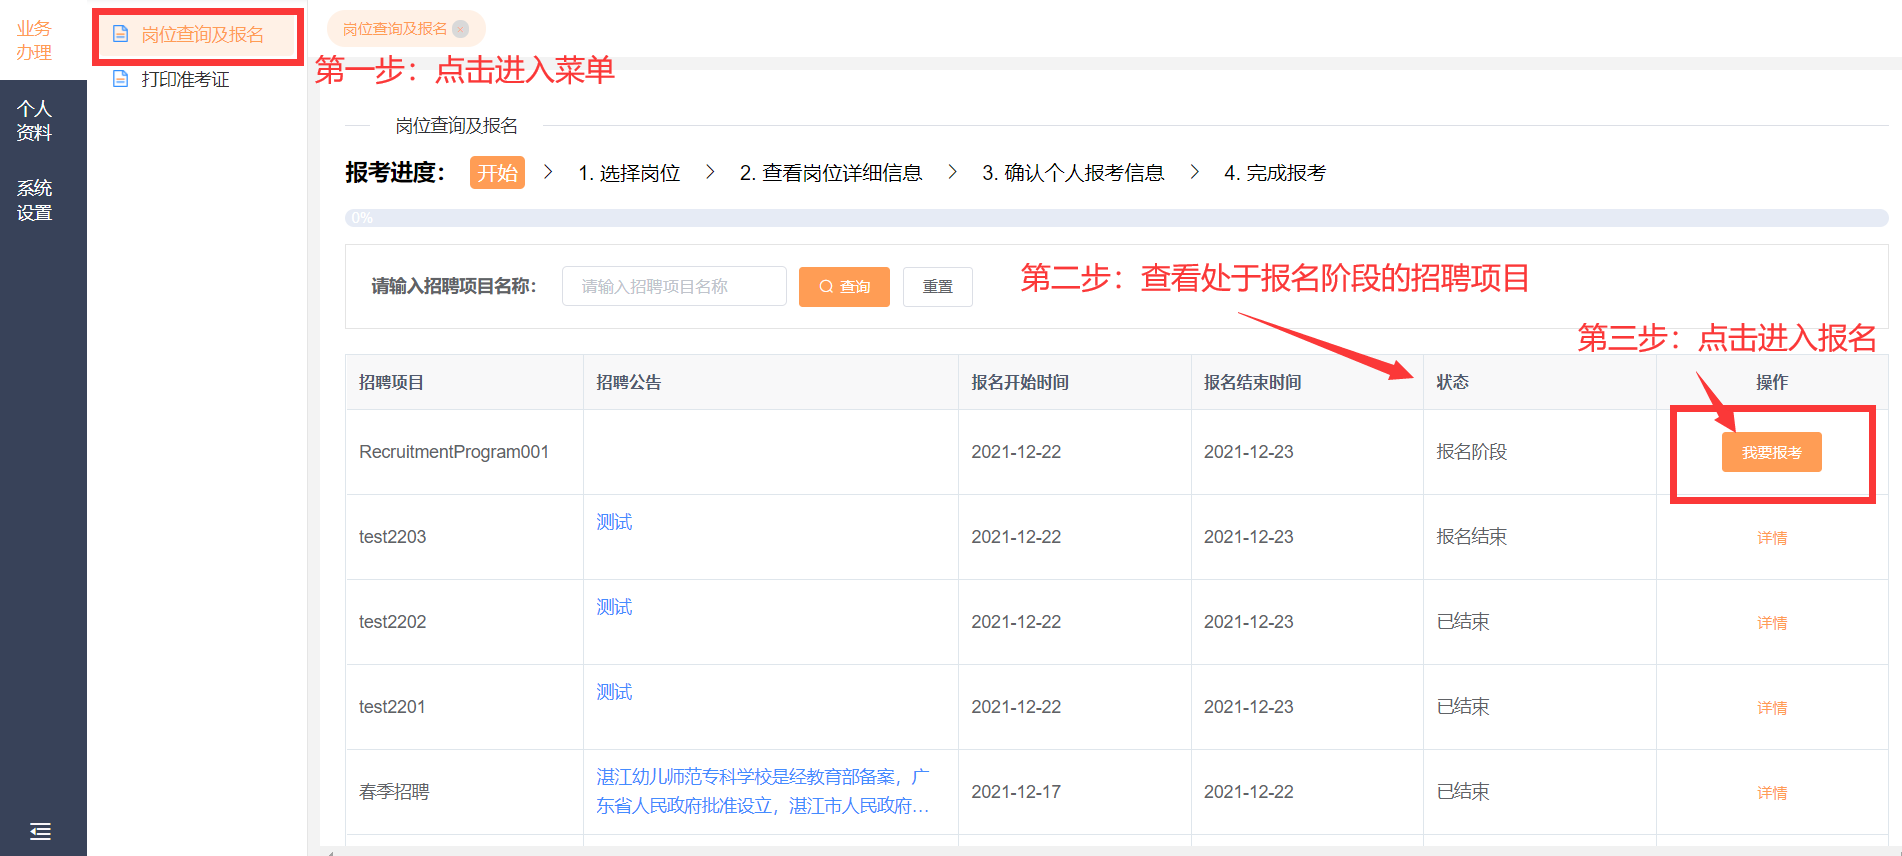 业务
办理
个人
资料
系统
设置
岗位查询及报名
打印准考证
岗位查询及报名
第一步：点击进入菜单
岗位查询及报名
报考进度： 开始 > 1. 选择岗位 > 2. 查看岗位详细信息 > 3. 确认个人报考信息 > 4. 完成报考
0%
请输入招聘项目名称： 请输入招聘项目名称 查询 重置
第二步：查看处于报名阶段的招聘项目
第三步：点击进入报名
招聘项目 招聘公告 报名开始时间 报名结束时间 状态 操作
RecruitmentProgram001 2021-12-22 2021-12-23 报名阶段 我要报考
test2203 测试 2021-12-22 2021-12-23 报名结束 详情
test2202 测试 2021-12-22 2021-12-23 已结束 详情
test2201 测试 2021-12-22 2021-12-23 已结束 详情
春季招聘 湛江幼儿师范专科学校是经教育部备案，广 2021-12-17 2021-12-22 已结束 详情
东省人民政府批准设立，湛江市人民政府...